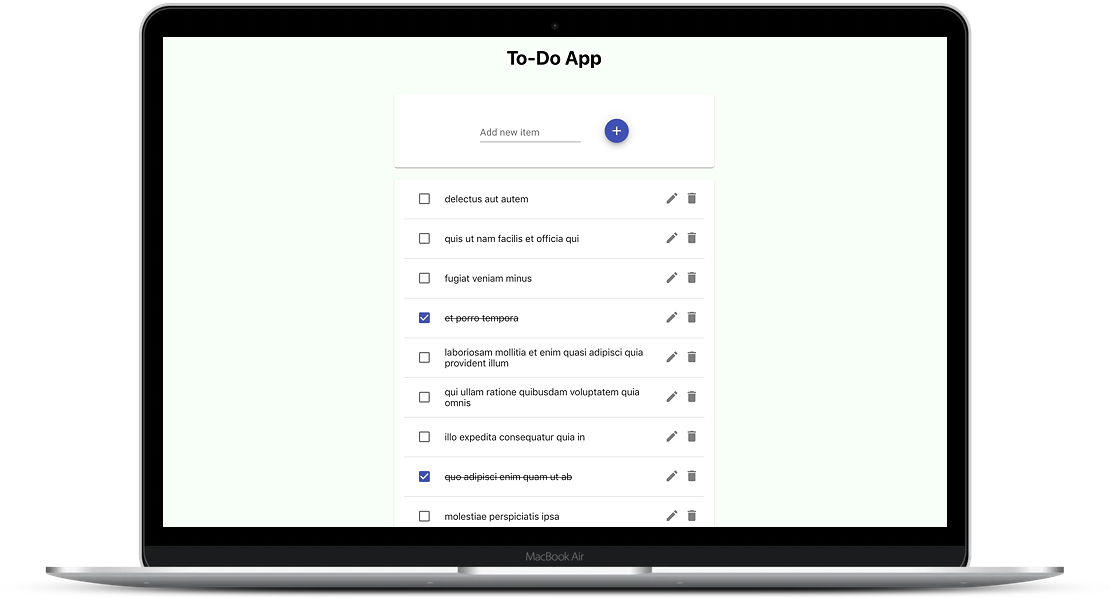 To-Do App
Add new item
delectus aut autem
quis ut nam facilis et officia qui
fugiat veniam minus
et porro tempora
laboriosam mollitia et enim quasi adipisci quia
provident illum
qui ullam ratione quibusdam voluptatem quia
omnis
illo expedita consequatur quia in
quo adipisci enim quam ut ab
molestiae perspiciatis ipsa
MacBook Air